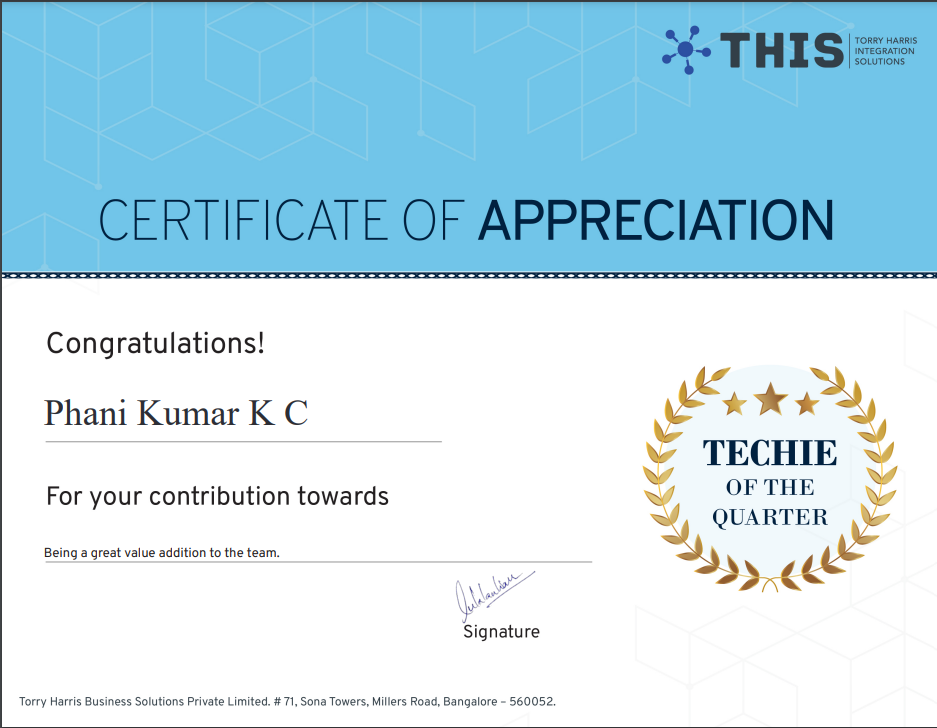 THIS
TORRY HARRIS
INTEGRATION
SOLUTIONS
CERTIFICATE OF APPRECIATION
Congratulations!
Phani Kumar K C
For your contribution towards
Being a great value addition to the team.
TECHIE
OF THE
QUARTER
Signature
Torry Harris Business Solutions Private Limited. # 71, Sona Towers, Millers Road, Bangalore – 560052.